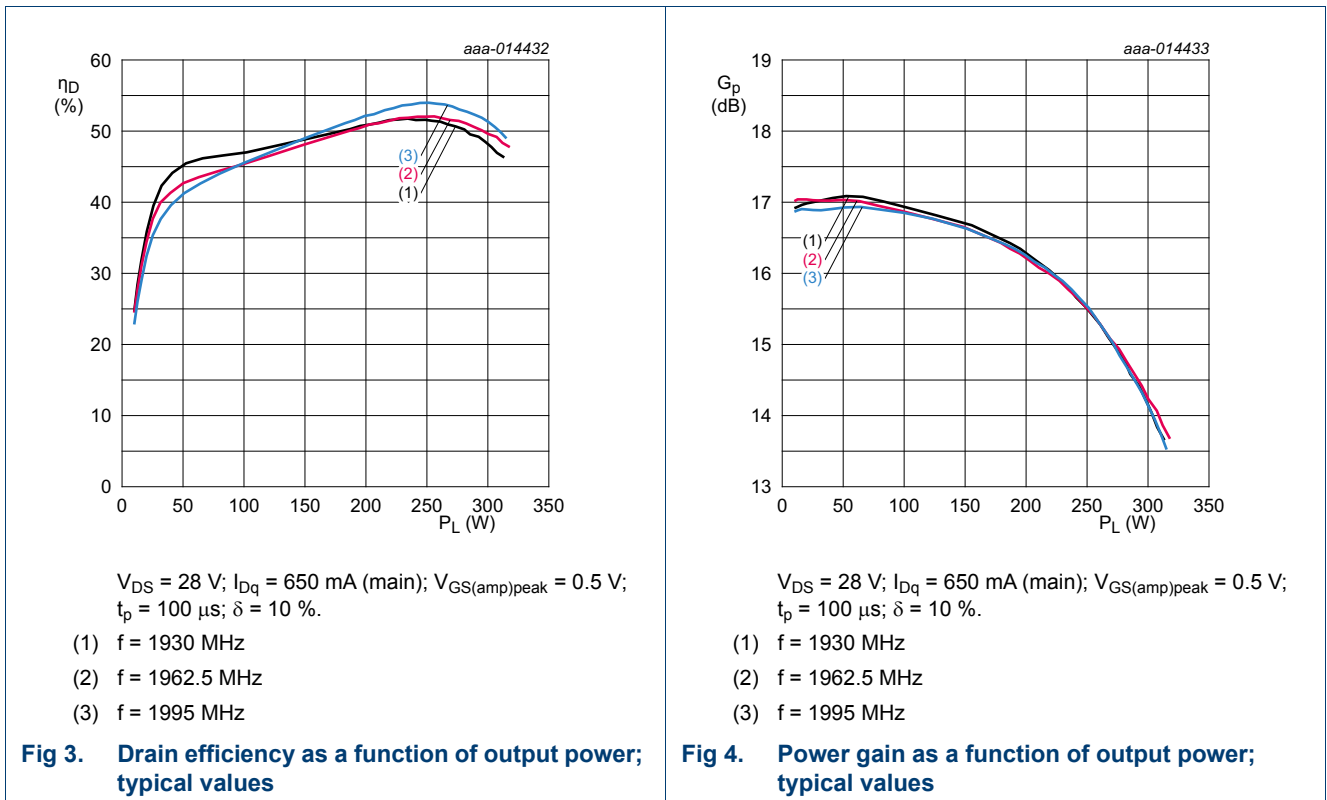 aaa-014432
60
50
40
30
20
10
0
ηD
(%)
(3)
(2)
(1)
0 50 100 150 200 250 300 350
PL (W)
VDS = 28 V; IDq = 650 mA (main); VGS(amp)peak = 0.5 V;
tp = 100 μs; δ = 10 %.
(1) f = 1930 MHz
(2) f = 1962.5 MHz
(3) f = 1995 MHz
Fig 3. Drain efficiency as a function of output power;
typical values
aaa-014433
19
18
17
16
15
14
13
Gp
(dB)
(1)
(2)
(3)
0 50 100 150 200 250 300 350
PL (W)
VDS = 28 V; IDq = 650 mA (main); VGS(amp)peak = 0.5 V;
tp = 100 μs; δ = 10 %.
(1) f = 1930 MHz
(2) f = 1962.5 MHz
(3) f = 1995 MHz
Fig 4. Power gain as a function of output power;
typical values